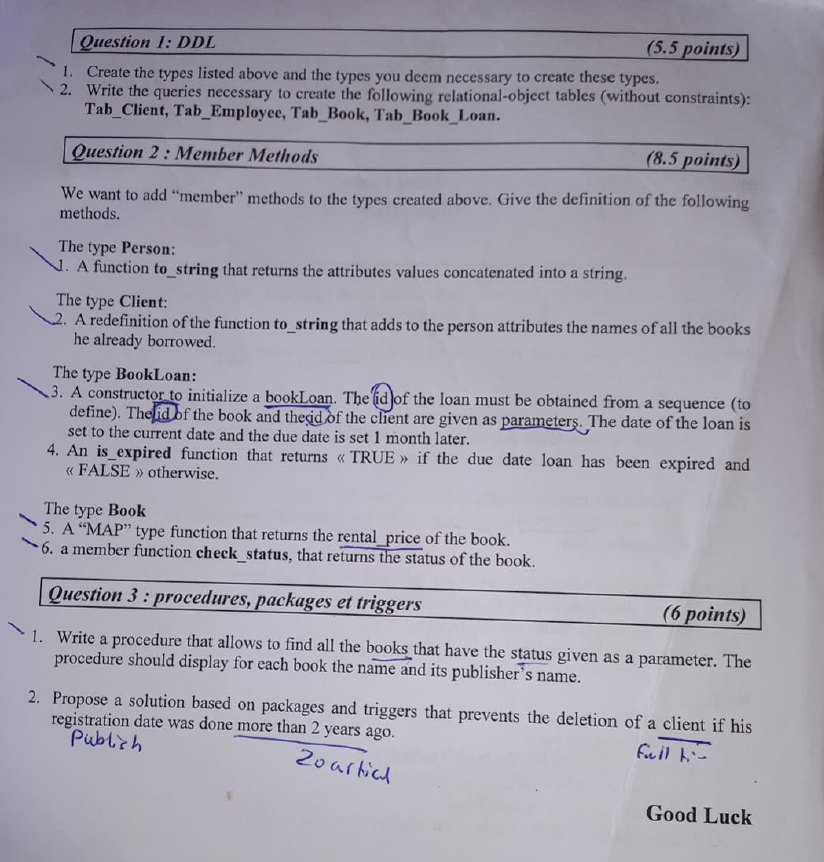 Question 1: DDL (5.5 points)
1. Create the types listed above and the types you deem necessary to create these types.
2. Write the queries necessary to create the following relational-object tables (without constraints):
Tab_Client, Tab_Employee, Tab_Book, Tab_Book_Loan.
Question 2 : Member Methods (8.5 points)
We want to add “member” methods to the types created above. Give the definition of the following
methods.
The type Person:
1. A function to_string that returns the attributes values concatenated into a string.
The type Client:
2. A redefinition of the function to_string that adds to the person attributes the names of all the books
he already borrowed.
The type BookLoan:
3. A constructor to initialize a bookLoan. The id of the loan must be obtained from a sequence (to
define). The id of the book and the id of the client are given as parameters. The date of the loan is
set to the current date and the due date is set 1 month later.
4. An is_expired function that returns « TRUE » if the due date loan has been expired and
« FALSE » otherwise.
The type Book
5. A “MAP” type function that returns the rental_price of the book.
6. a member function check_status, that returns the status of the book.
Question 3 : procedures, packages et triggers (6 points)
1. Write a procedure that allows to find all the books that have the status given as a parameter. The
procedure should display for each book the name and its publisher's name.
2. Propose a solution based on packages and triggers that prevents the deletion of a client if his
registration date was done more than 2 years ago.
Publish
Full
Good Luck